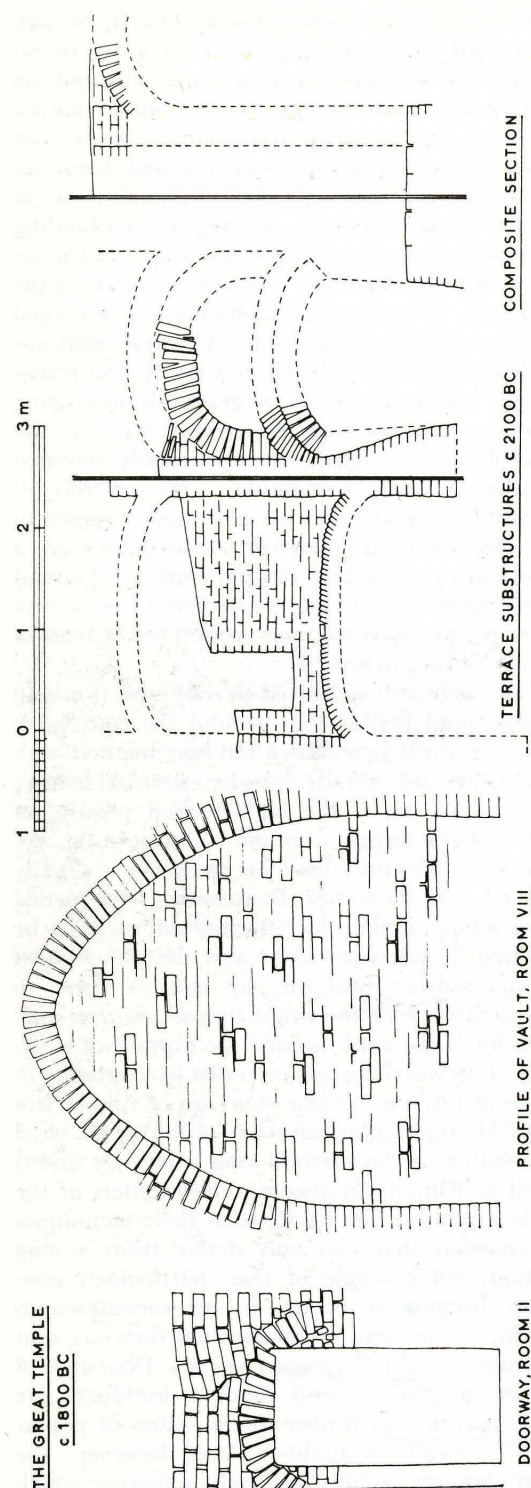 THE GREAT TEMPLE
c 1800 BC
1 0 1 2 3 m
DOORWAY, ROOM II
PROFILE OF VAULT, ROOM VIII
TERRACE SUBSTRUCTURES c 2100 BC
COMPOSITE SECTION